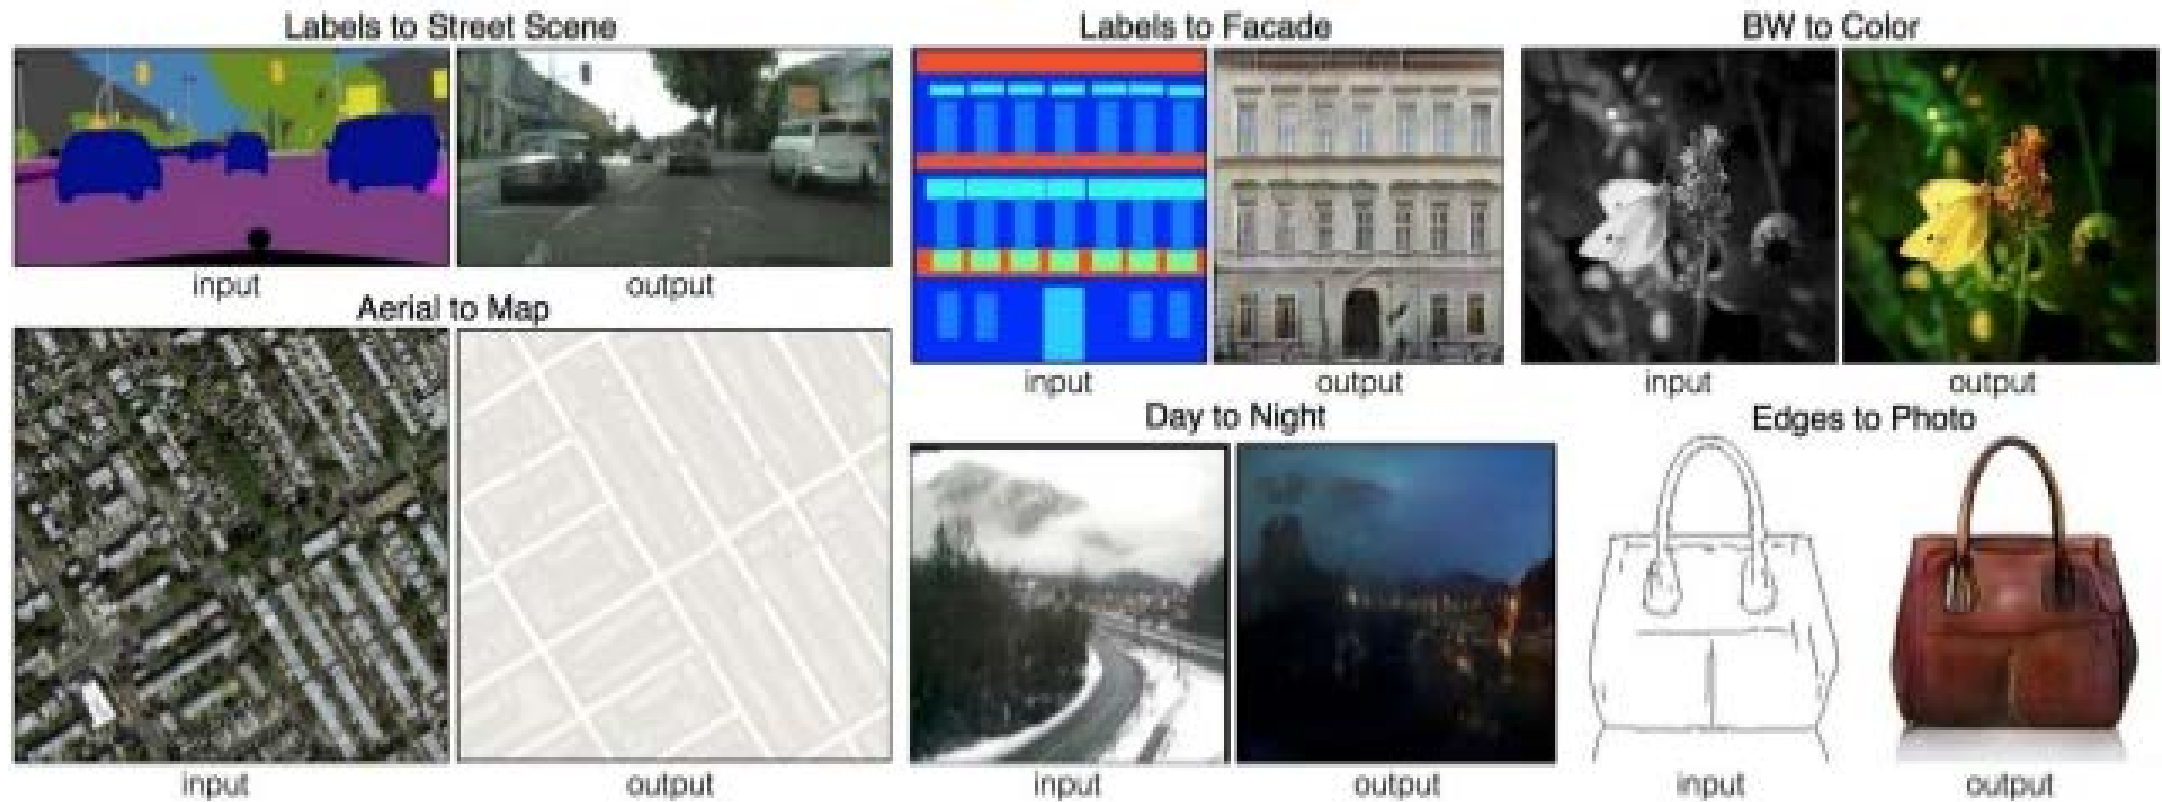 Labels to Street Scene
input
output
Aerial to Map
input
output
Labels to Facade
input
output
BW to Color
input
output
Day to Night
input
output
Edges to Photo
input
output